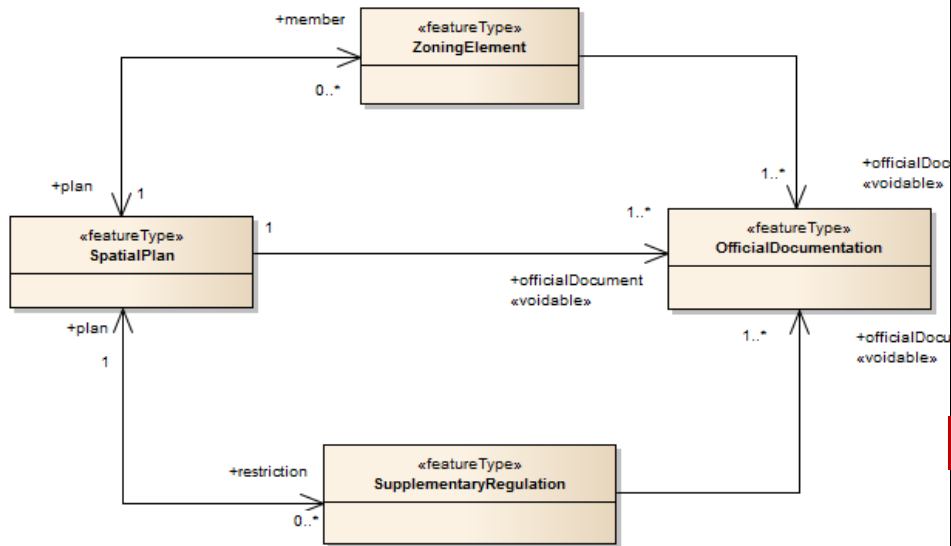 +member
«featureType»
ZoningElement
0..*
+plan
1
1..*
+officialDocu
«voidable»
«featureType»
SpatialPlan
1
1..*
«featureType»
OfficialDocumentation
+officialDocument
«voidable»
+plan
1
1..*
+officialDocu
«voidable»
+restriction
0..*
«featureType»
SupplementaryRegulation